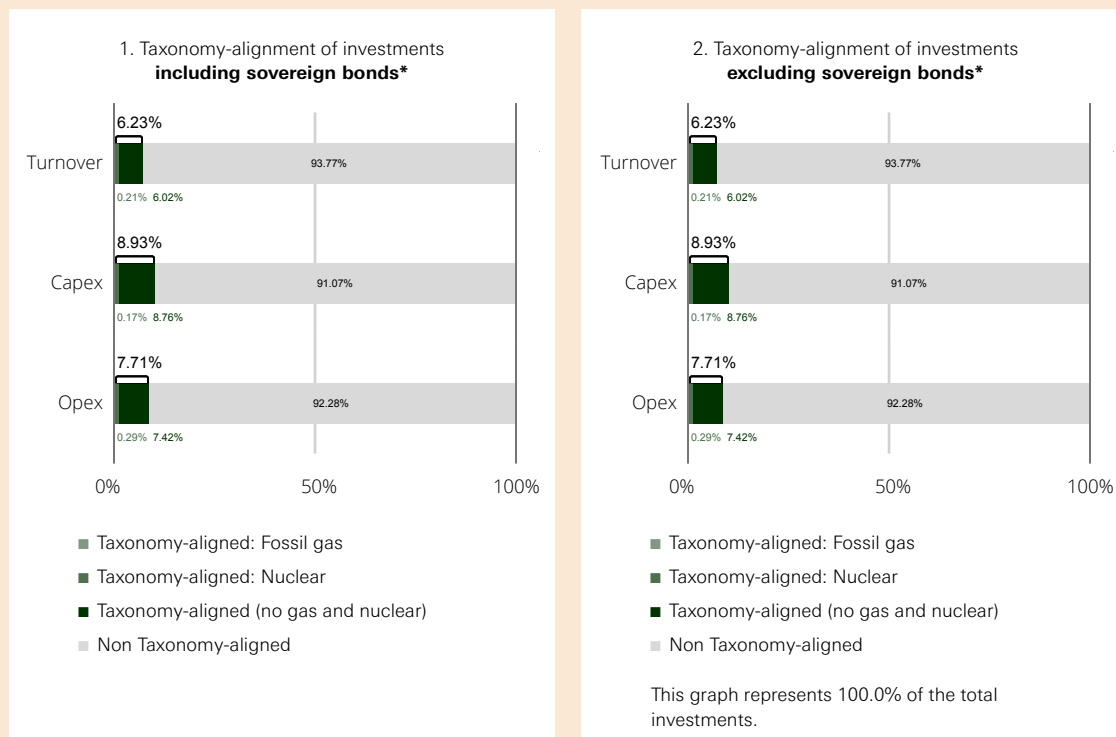 1. Taxonomy-alignment of investments
including sovereign bonds*
6.23%
Turnover
93.77%
0.21% 6.02%
8.93%
Capex
91.07%
0.17% 8.76%
7.71%
Opex
92.28%
0.29% 7.42%
0% 50% 100%
Taxonomy-aligned: Fossil gas
Taxonomy-aligned: Nuclear
Taxonomy-aligned (no gas and nuclear)
Non Taxonomy-aligned
2. Taxonomy-alignment of investments
excluding sovereign bonds*
6.23%
Turnover
93.77%
0.21% 6.02%
8.93%
Capex
91.07%
0.17% 8.76%
7.71%
Opex
92.28%
0.29% 7.42%
0% 50% 100%
Taxonomy-aligned: Fossil gas
Taxonomy-aligned: Nuclear
Taxonomy-aligned (no gas and nuclear)
Non Taxonomy-aligned
This graph represents 100.0% of the total
investments.